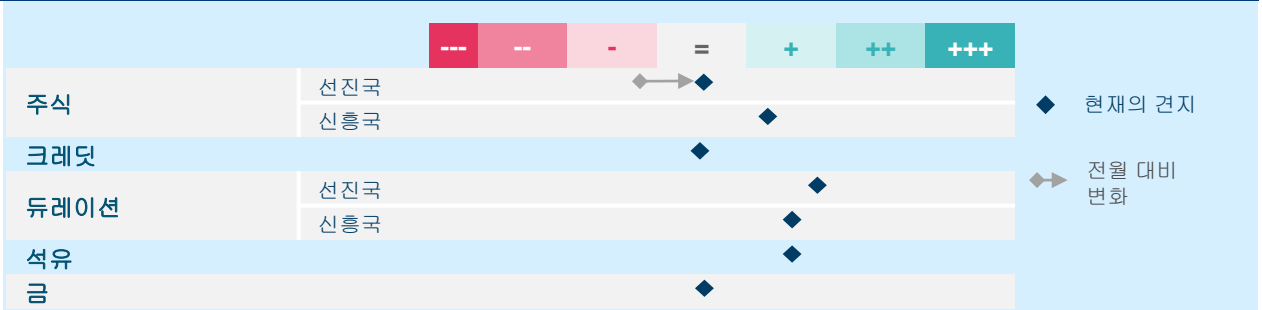 --- -- - = + ++ +++
주식
선진국
신흥국
크레딧
듀레이션
선진국
신흥국
석유
금
현재의 견지
전월 대비
변화